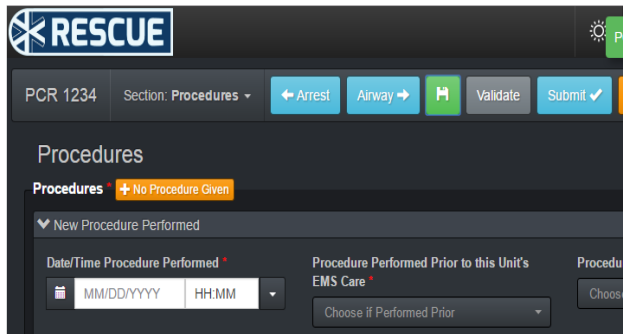 RESCUE
PCR 1234 Section: Procedures Arrest Airway Validate Submit
Procedures
Procedures * No Procedure Given
New Procedure Performed
Date/Time Procedure Performed * Procedure Performed Prior to this Unit's
EMS Care *
MM/DD/YYYY HH:MM
Choose if Performed Prior